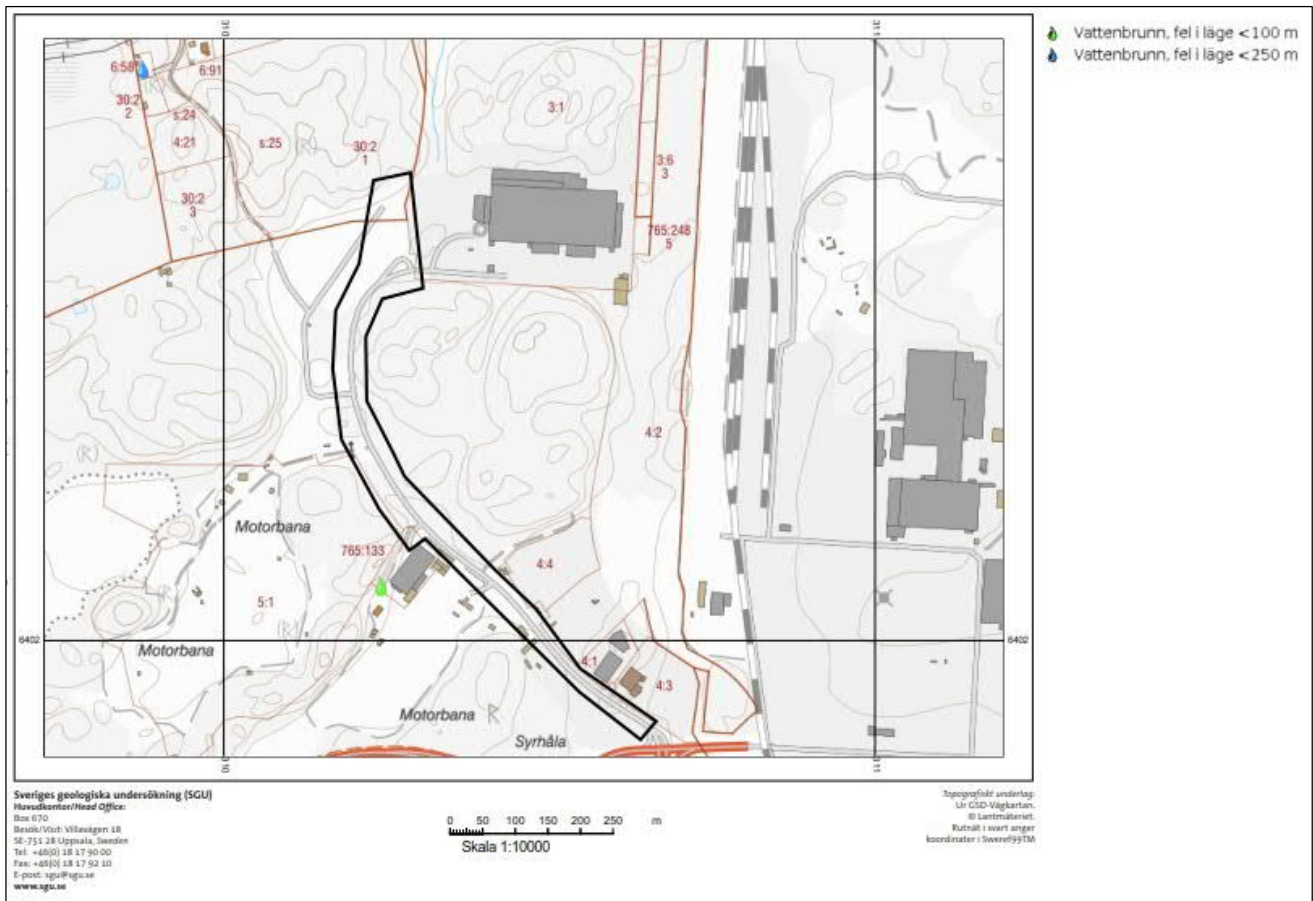 310
311
Vattenbrunn, fel i läge <100 m
Vattenbrunn, fel i läge <250 m
6:58
6:91
(R)
30:2
2
s:24
4:21
s:25
(R)
30:2
1
3:1
3:6
3
30:2
3
765:248
5
4:2
(R)
Motorbana
765:133
4:4
(R)
5:1
(R)
6402
6402
Motorbana
4:1
4:3
Motorbana R
Syrhåla
310
311
Sveriges geologiska undersökning (SGU)
Huvudkontor/Head Office:
Box 670
Besök/Visit: Villavägen 18
SE-751 28 Uppsala, Sweden
Tel: +46(0) 18 17 90 00
Fax: +46(0) 18 17 92 10
E-post: sgu@sgu.se
www.sgu.se
0 50 100 150 200 250 m
Skala 1:10000
Topografiskt underlag:
Ur GSD-Vägkartan.
© Lantmäteriet.
Rutnät i svart anger
koordinater i Sweref99TM